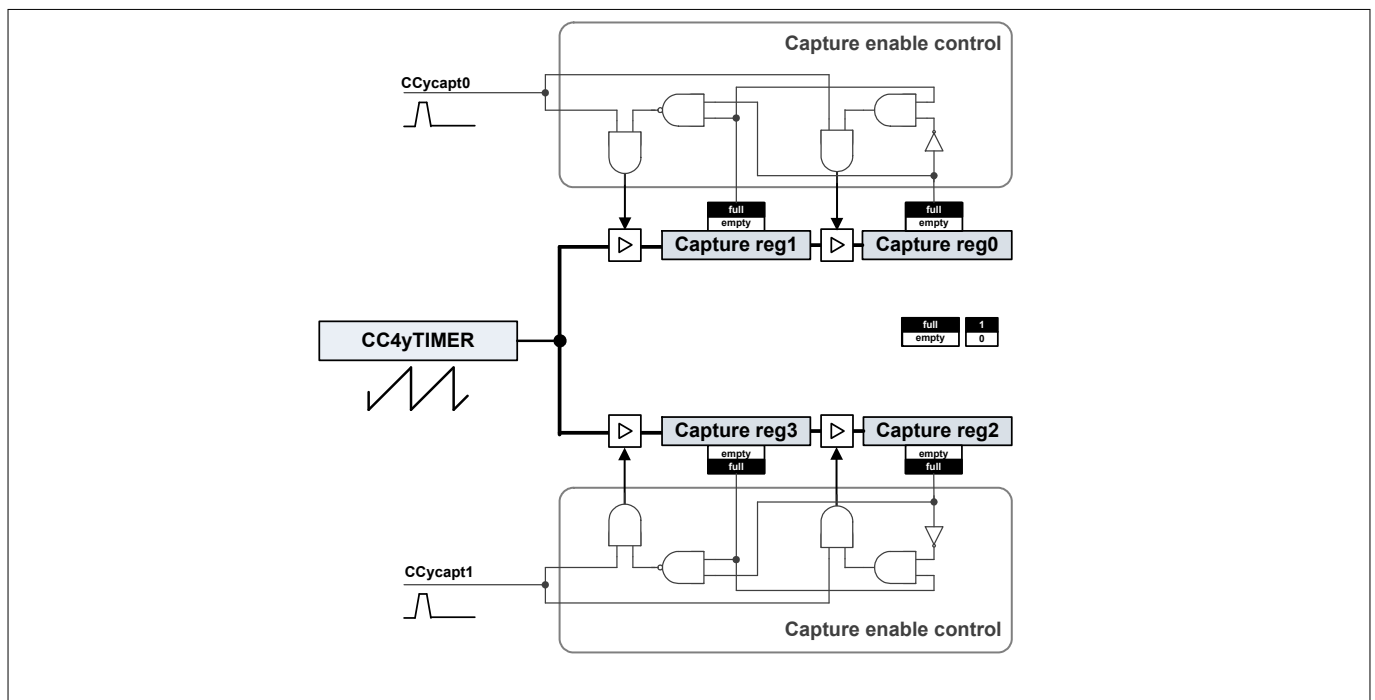 Capture enable control
CCycapt0
full
empty
full
empty
Capture reg1
Capture reg0
CC4yTIMER
full 1
empty 0
Capture reg3
Capture reg2
empty
full
empty
full
CCycapt1
Capture enable control